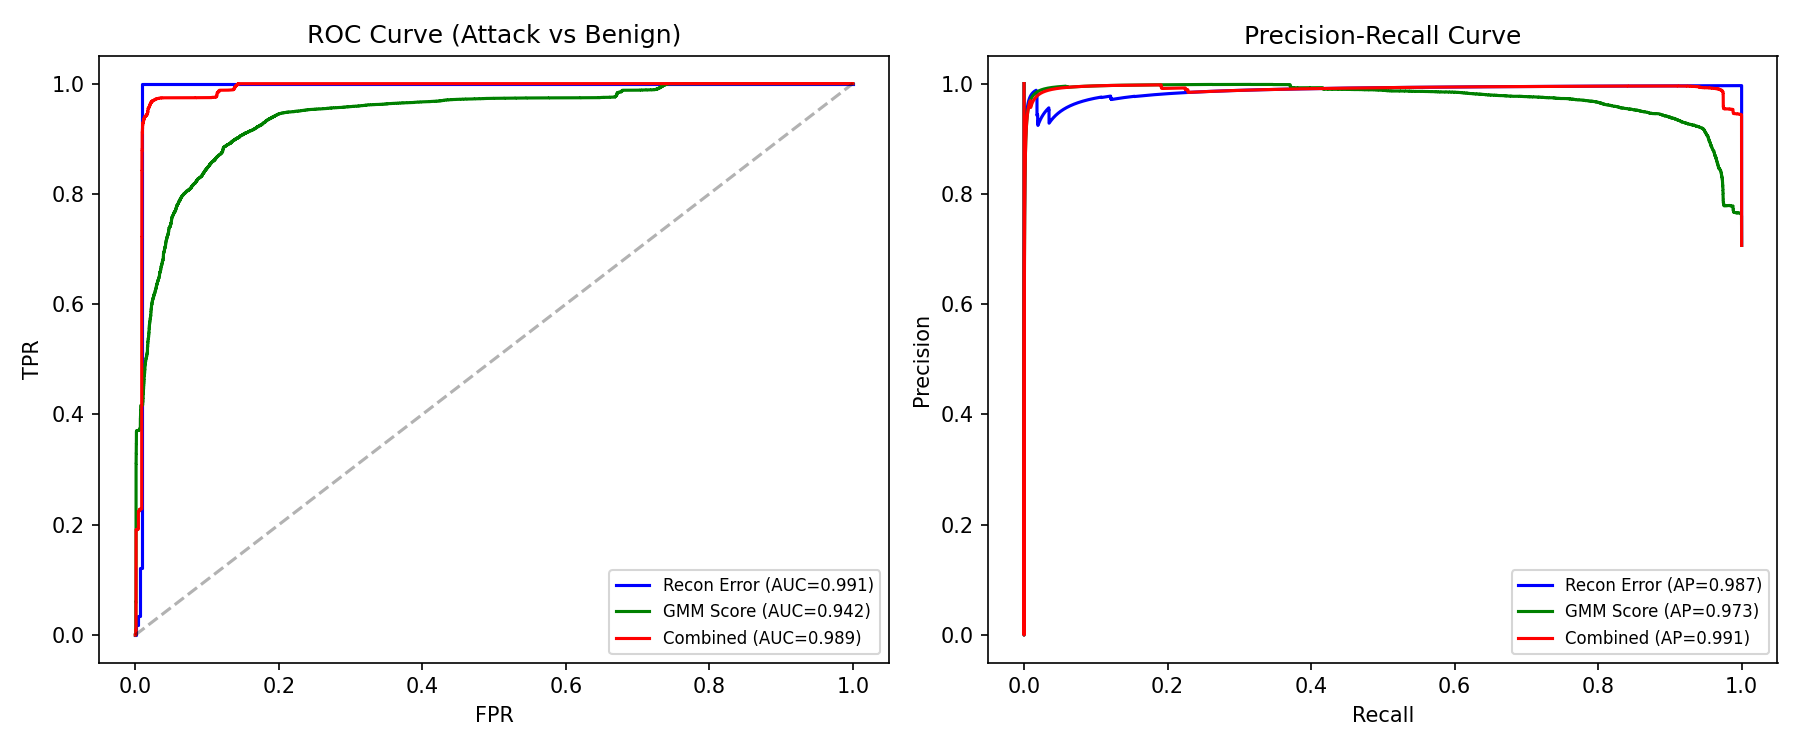 ROC Curve (Attack vs Benign)
TPR
1.0
0.8
0.6
0.4
0.2
0.0
0.0 0.2 0.4 0.6 0.8 1.0
FPR
Recon Error (AUC=0.991)
GMM Score (AUC=0.942)
Combined (AUC=0.989)
Precision-Recall Curve
Precision
1.0
0.8
0.6
0.4
0.2
0.0
0.0 0.2 0.4 0.6 0.8 1.0
Recall
Recon Error (AP=0.987)
GMM Score (AP=0.973)
Combined (AP=0.991)